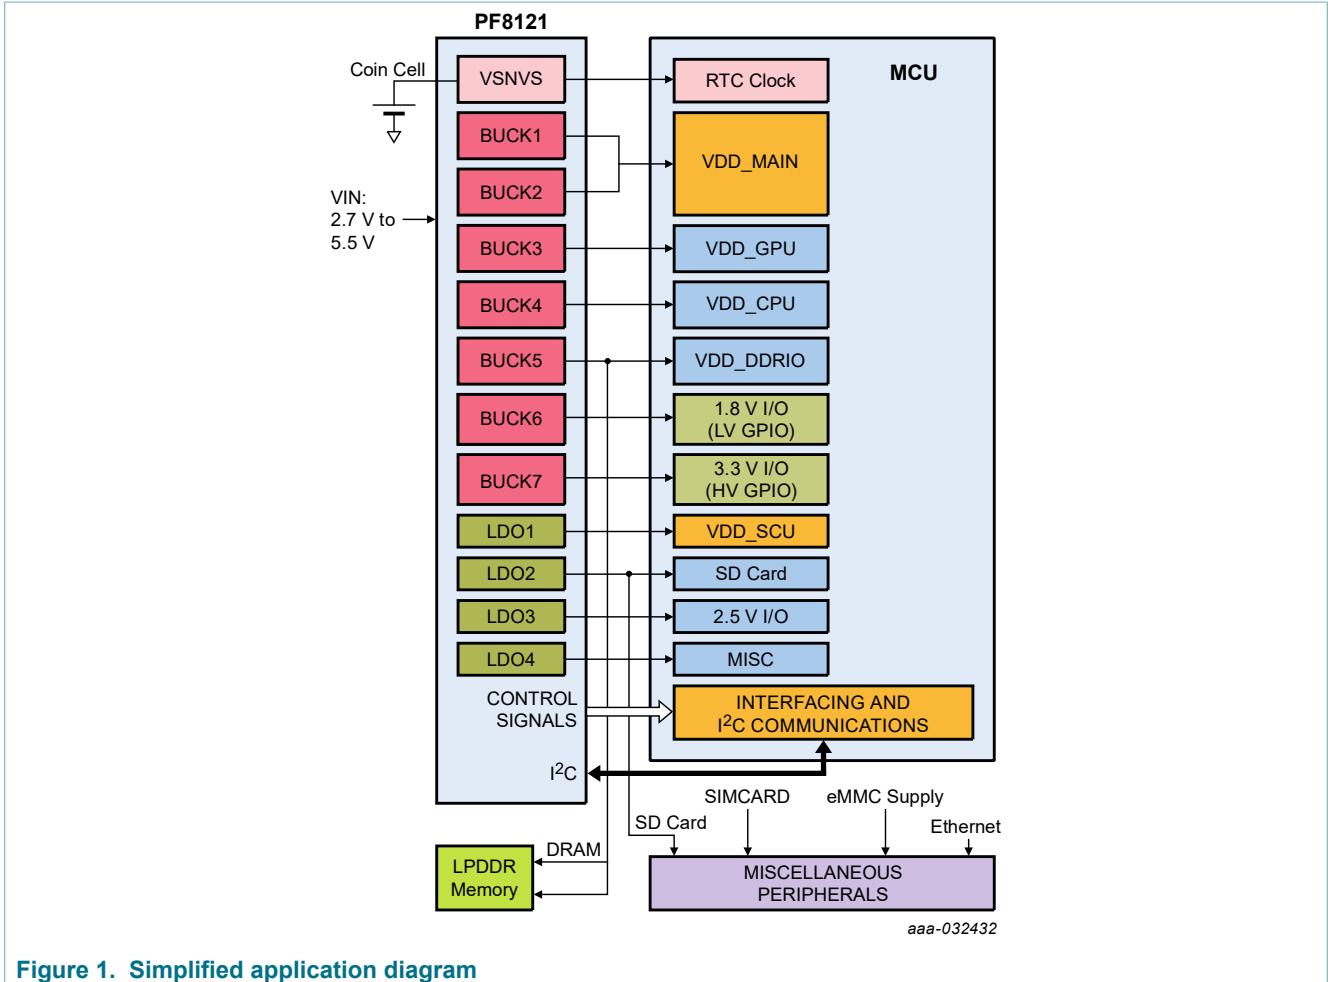 PF8121
MCU
Coin Cell
VSNVS
RTC Clock
BUCK1
VDD_MAIN
BUCK2
VIN:
2.7 V to
5.5 V
BUCK3
VDD_GPU
BUCK4
VDD_CPU
BUCK5
VDD_DDRIO
BUCK6
1.8 V I/O
(LV GPIO)
BUCK7
3.3 V I/O
(HV GPIO)
LDO1
VDD_SCU
LDO2
SD Card
LDO3
2.5 V I/O
LDO4
MISC
CONTROL
SIGNALS
INTERFACING AND
I²C COMMUNICATIONS
I²C
SIMCARD
eMMC Supply
SD Card
Ethernet
DRAM
LPDDR
Memory
MISCELLANEOUS
PERIPHERALS
aaa-032432
Figure 1. Simplified application diagram